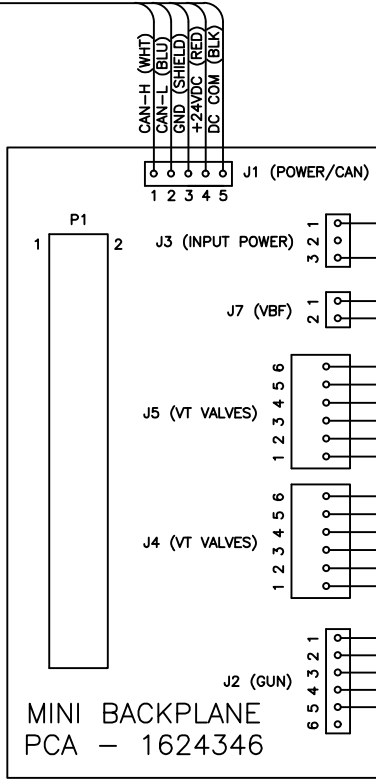 CAN-H (WHT)
CAN-L (BLU)
GND (SHIELD)
+24VDC (RED)
DC COM (BLK)
J1 (POWER/CAN)
1 2 3 4 5
P1
1 2
J3 (INPUT POWER)
1
2
3
J7 (VBF)
1
2
J5 (VT VALVES)
6
5
4
3
2
1
J4 (VT VALVES)
6
5
4
3
2
1
J2 (GUN)
1
2
3
4
5
6
MINI BACKPLANE
PCA - 1624346